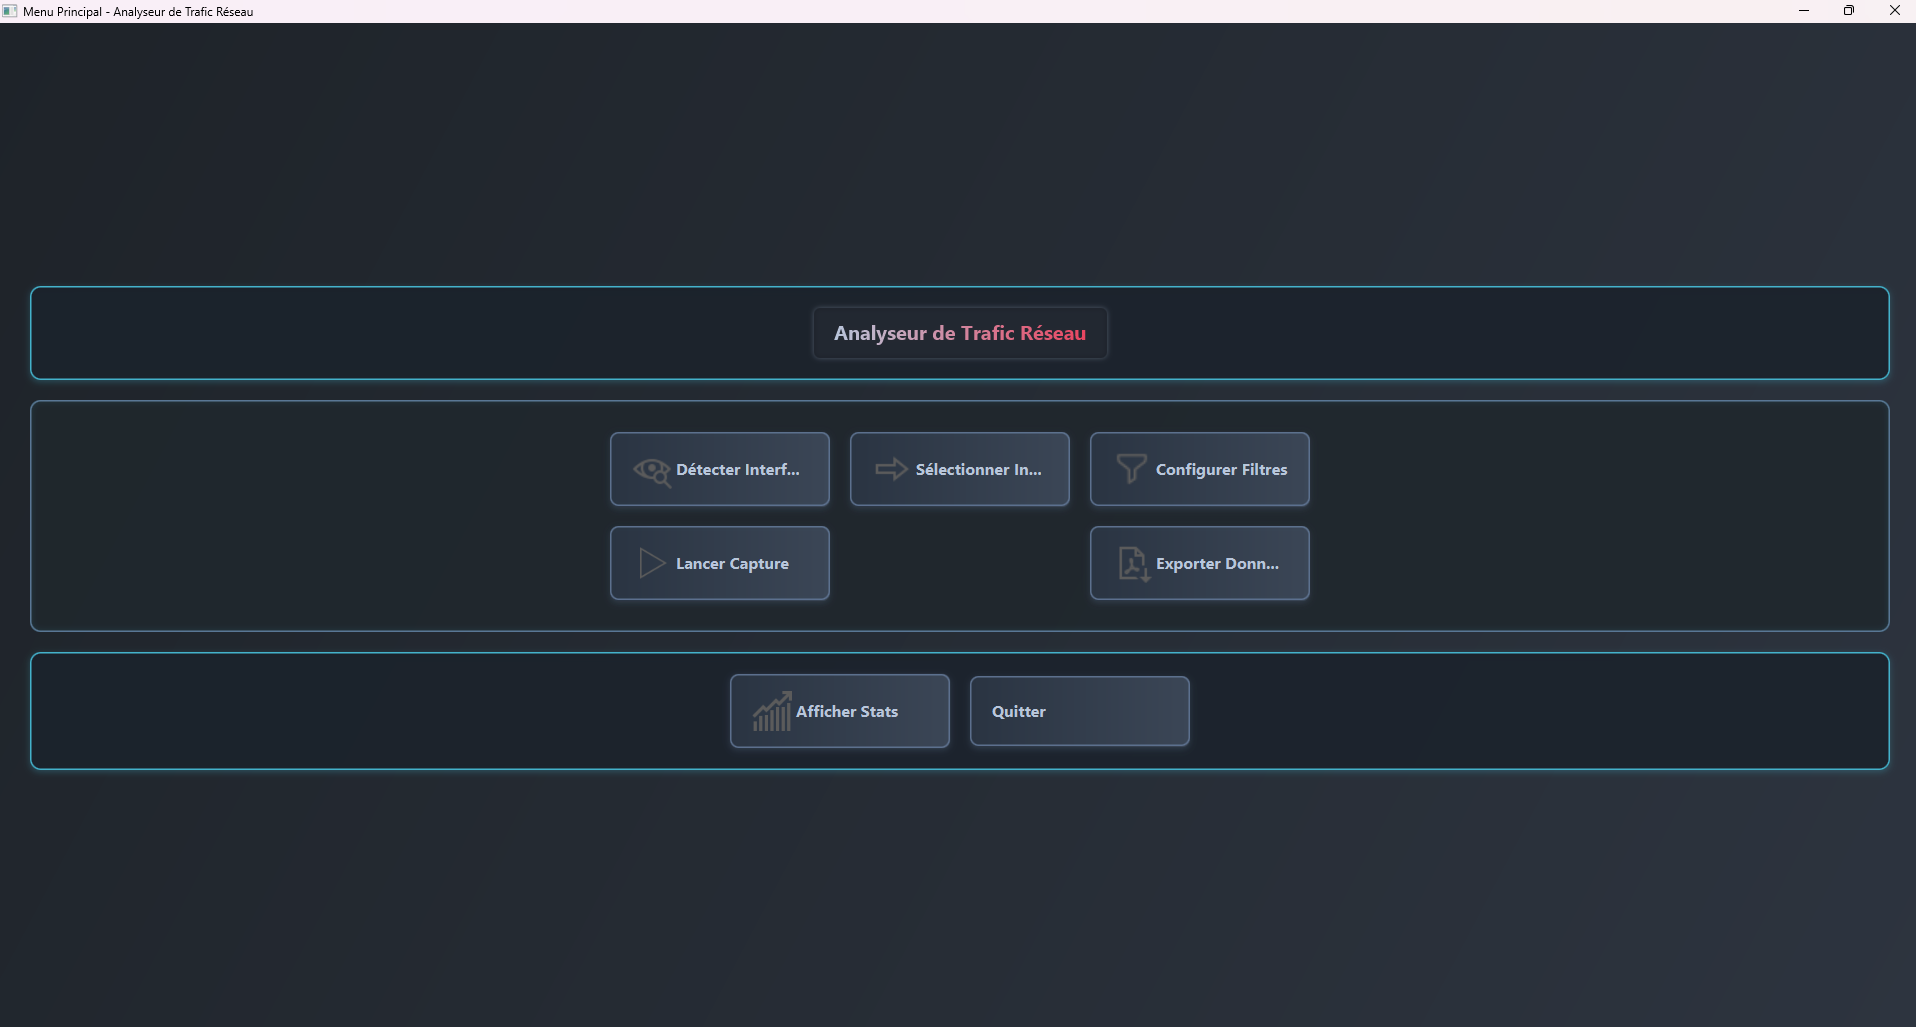 Menu Principal - Analyseur de Trafic Réseau
Analyseur de Trafic Réseau
Détecter Interf...
Sélectionner In...
Configurer Filtres
Lancer Capture
Exporter Donn...
Afficher Stats
Quitter